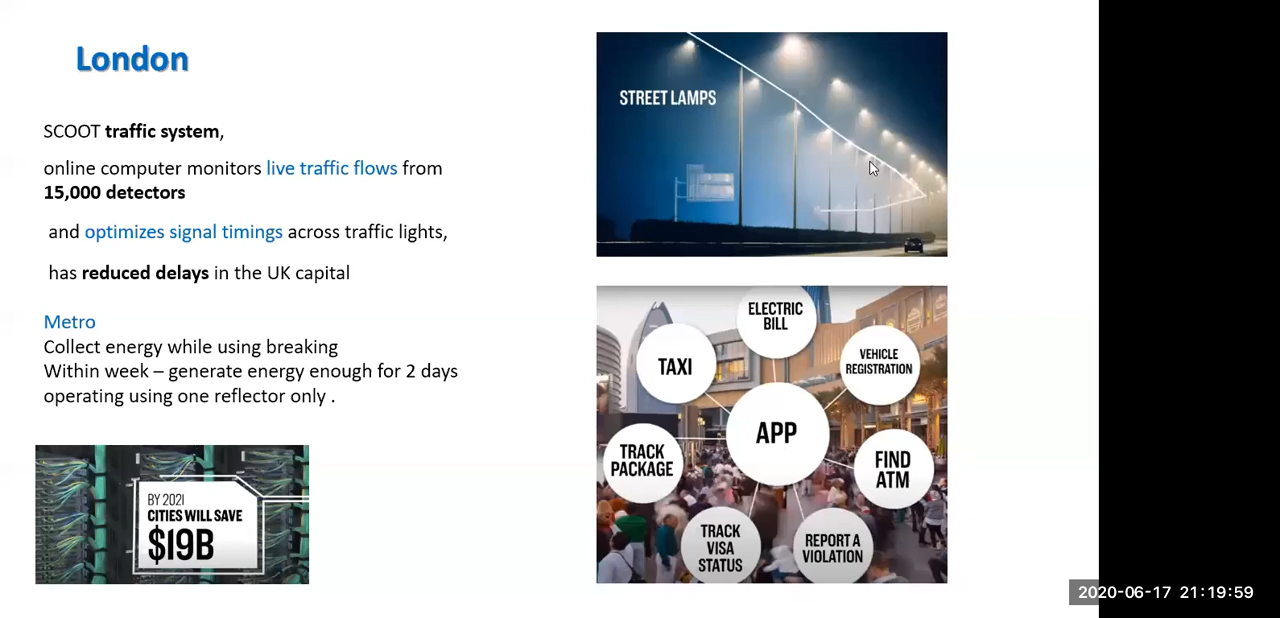 London
SCOOT traffic system,
online computer monitors live traffic flows from
15,000 detectors
and optimizes signal timings across traffic lights,
has reduced delays in the UK capital
Metro
Collect energy while using breaking
Within week – generate energy enough for 2 days
operating using one reflector only .
BY 2021
CITIES WILL SAVE
$19B
STREET LAMPS
ELECTRIC
BILL
TAXI
VEHICLE
REGISTRATION
APP
TRACK
PACKAGE
FIND
ATM
TRACK
VISA
STATUS
REPORT A
VIOLATION
2020-06-17 21:19:59